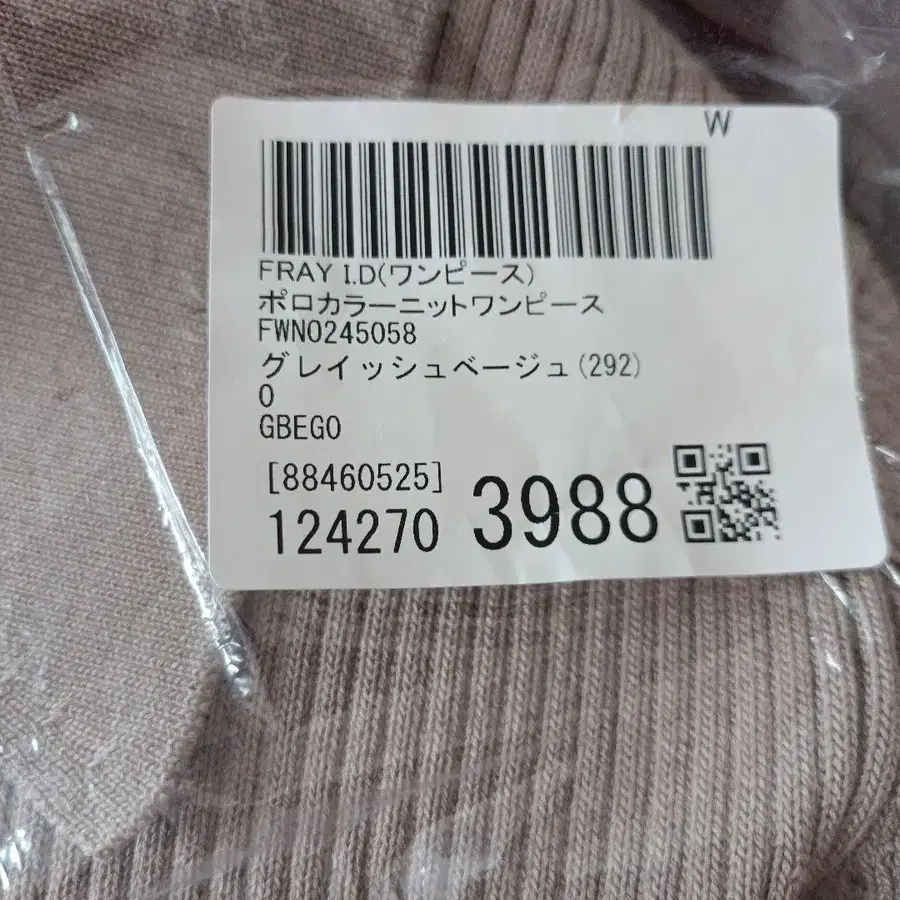 W
FRAY I.D(ワンピース)
ポロカラーニットワンピース
FWNO245058
グレイッシュベージュ(292)
0
GBEGO
[88460525]
124270 3988